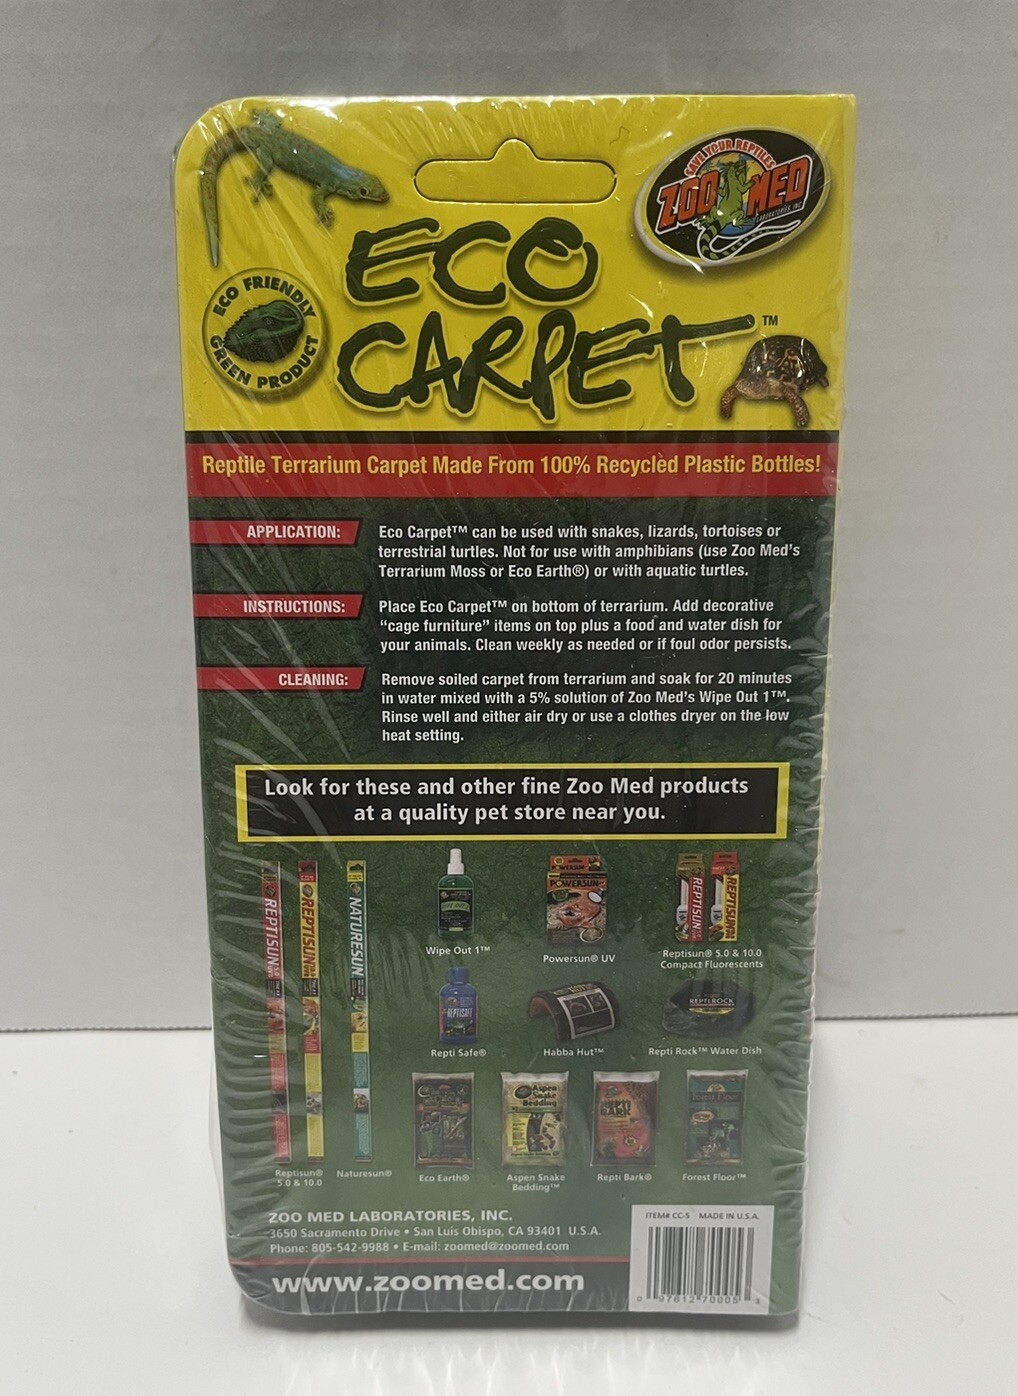 SAVE YOUR REPTILES
ZOO MED
LABORATORIES INC
ECO
CARPET™
ECO FRIENDLY
GREEN PRODUCT
Reptile Terrarium Carpet Made From 100% Recycled Plastic Bottles!
APPLICATION:
Eco Carpet™ can be used with snakes, lizards, tortoises or
terrestrial turtles. Not for use with amphibians (use Zoo Med's
Terrarium Moss or Eco Earth®) or with aquatic turtles.
INSTRUCTIONS:
Place Eco Carpet™ on bottom of terrarium. Add decorative
“cage furniture” items on top plus a food and water dish for
your animals. Clean weekly as needed or if foul odor persists.
CLEANING:
Remove soiled carpet from terrarium and soak for 20 minutes
in water mixed with a 5% solution of Zoo Med's Wipe Out 1™.
Rinse well and either air dry or use a clothes dryer on the low
heat setting.
Look for these and other fine Zoo Med products
at a quality pet store near you.
REPTISUN
REPTISUN
NATURESUN
POWERSUN
POWERSUN
REPTISUN
REPTISUN
Wipe Out 1™
Powersun® UV
Reptisun® 5.0 & 10.0
Compact Fluorescents
REPTISAFE
REPTI ROCK
Repti Safe®
Habba Hut™
Repti Rock™ Water Dish
Aspen
Snake
Bedding
REPTI
BARK
Forest Floor
Reptisun®
5.0 & 10.0
Naturesun®
Eco Earth®
Aspen Snake
Bedding™
Repti Bark®
Forest Floor™
ZOO MED LABORATORIES, INC.
3650 Sacramento Drive • San Luis Obispo, CA 93401 U.S.A.
Phone: 805-542-9988 • E-mail: zoomed@zoomed.com
www.zoomed.com
ITEM# CC-5 MADE IN U.S.A.
0 97612 70005 3